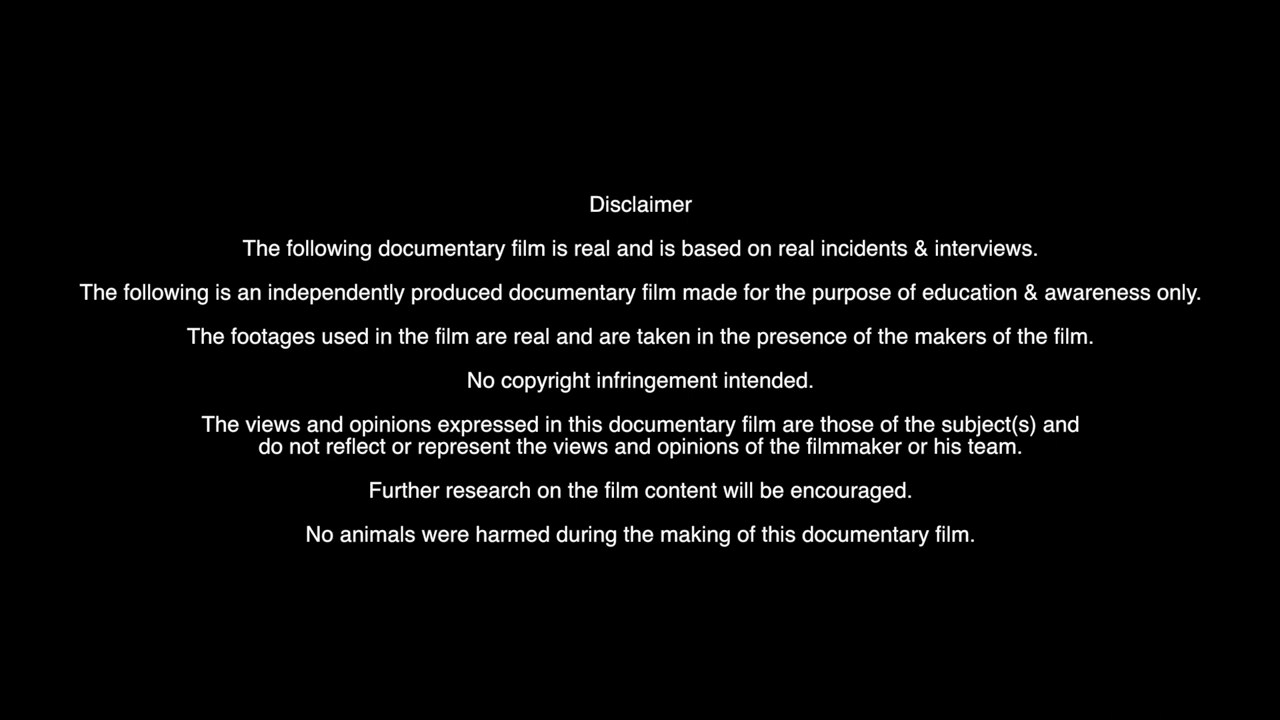 Disclaimer
The following documentary film is real and is based on real incidents & interviews.
The following is an independently produced documentary film made for the purpose of education & awareness only.
The footages used in the film are real and are taken in the presence of the makers of the film.
No copyright infringement intended.
The views and opinions expressed in this documentary film are those of the subject(s) and
do not reflect or represent the views and opinions of the filmmaker or his team.
Further research on the film content will be encouraged.
No animals were harmed during the making of this documentary film.